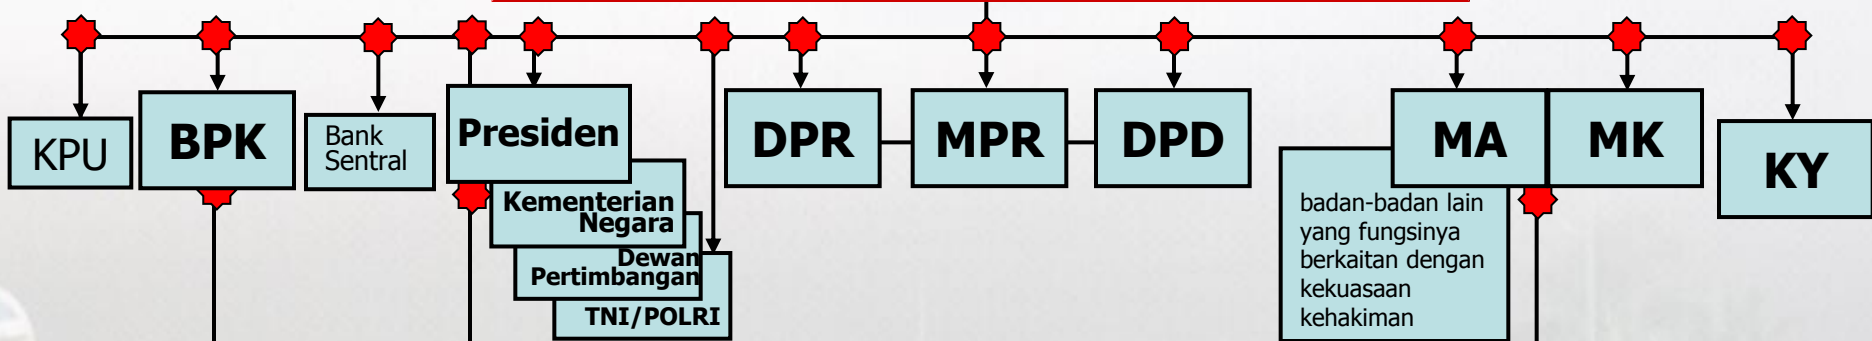 KPU
BPK
Bank
Sentral
Presiden
Kementerian
Negara
Dewan
Pertimbangan
TNI/POLRI
DPR
MPR
DPD
MA
MK
KY
badan-badan lain
yang fungsinya
berkaitan dengan
kekuasaan
kehakiman